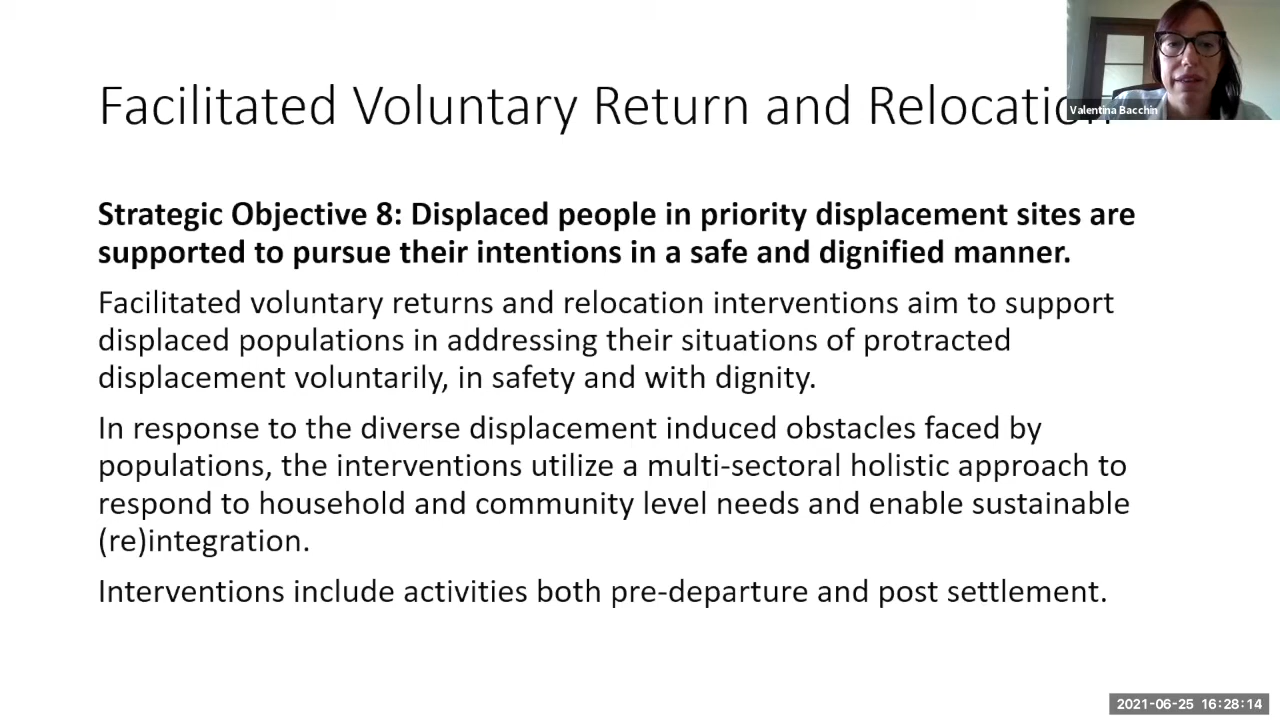 Facilitated Voluntary Return and Relocation
Valentina Bacchin
Strategic Objective 8: Displaced people in priority displacement sites are
supported to pursue their intentions in a safe and dignified manner.
Facilitated voluntary returns and relocation interventions aim to support
displaced populations in addressing their situations of protracted
displacement voluntarily, in safety and with dignity.
In response to the diverse displacement induced obstacles faced by
populations, the interventions utilize a multi-sectoral holistic approach to
respond to household and community level needs and enable sustainable
(re)integration.
Interventions include activities both pre-departure and post settlement.
2021-06-25 16:28:14